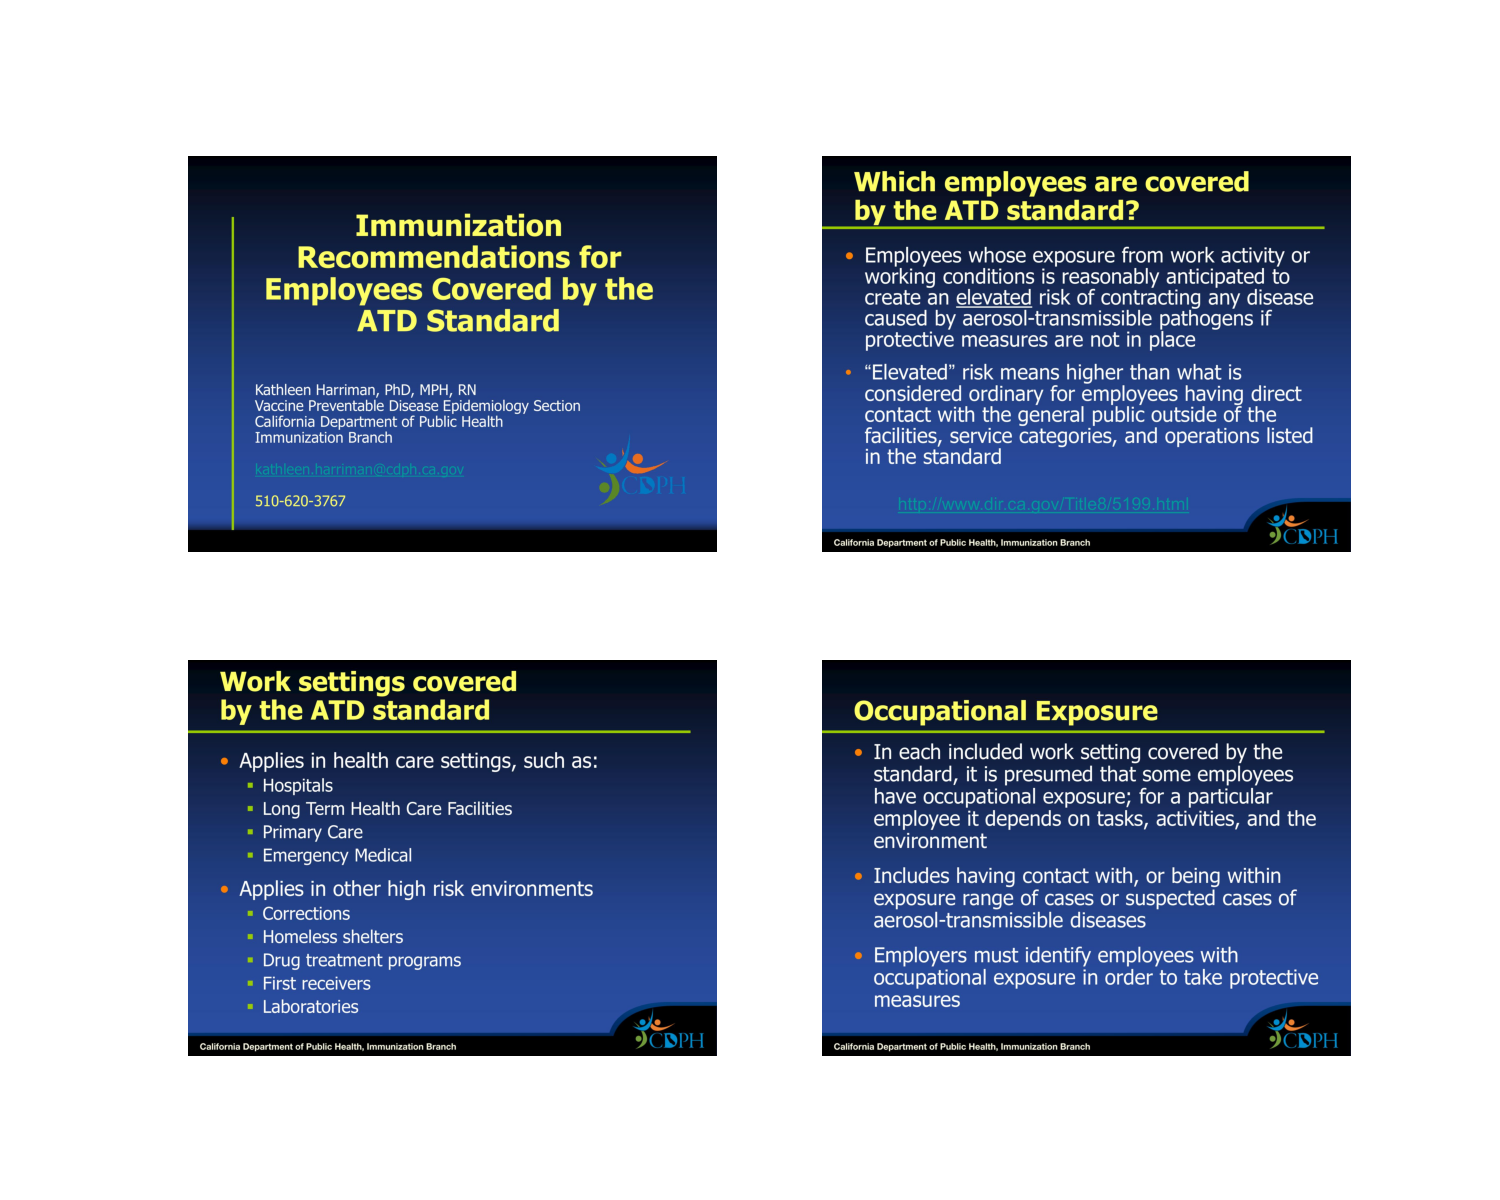 Immunization
Recommendations for
Employees Covered by the
ATD Standard
Kathleen Harriman, PhD, MPH, RN
Vaccine Preventable Disease Epidemiology Section
California Department of Public Health
Immunization Branch
kathleen.harriman@cdph.ca.gov
510-620-3767
CDPH
Which employees are covered
by the ATD standard?
• Employees whose exposure from work activity or
working conditions is reasonably anticipated to
create an elevated risk of contracting any disease
caused by aerosol-transmissible pathogens if
protective measures are not in place
• “Elevated” risk means higher than what is
considered ordinary for employees having direct
contact with the general public outside of the
facilities, service categories, and operations listed
in the standard
http://www.dir.ca.gov/Title8/5199.html
California Department of Public Health, Immunization Branch
CDPH
Work settings covered
by the ATD standard
• Applies in health care settings, such as:
▪ Hospitals
▪ Long Term Health Care Facilities
▪ Primary Care
▪ Emergency Medical
• Applies in other high risk environments
▪ Corrections
▪ Homeless shelters
▪ Drug treatment programs
▪ First receivers
▪ Laboratories
California Department of Public Health, Immunization Branch
CDPH
Occupational Exposure
• In each included work setting covered by the
standard, it is presumed that some employees
have occupational exposure; for a particular
employee it depends on tasks, activities, and the
environment
• Includes having contact with, or being within
exposure range of cases or suspected cases of
aerosol-transmissible diseases
• Employers must identify employees with
occupational exposure in order to take protective
measures
California Department of Public Health, Immunization Branch
CDPH